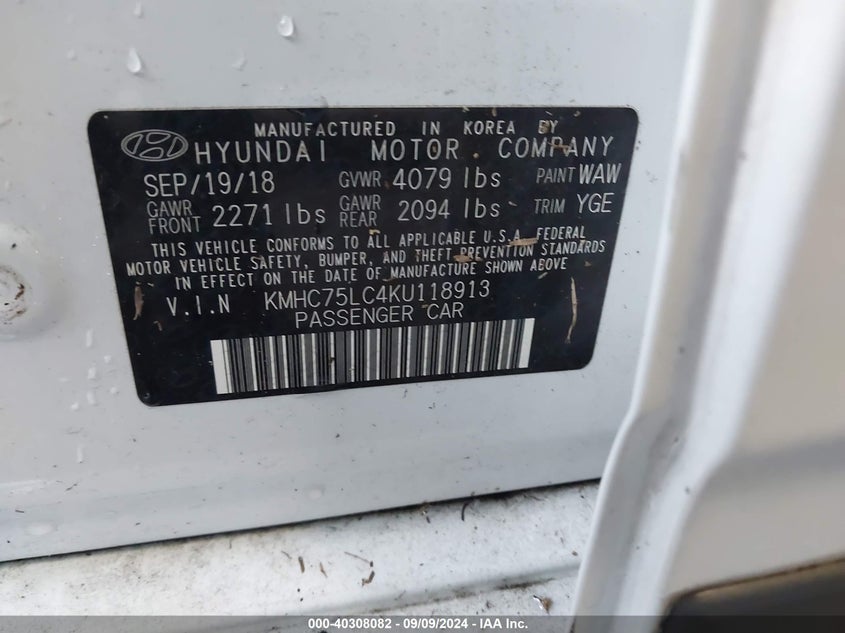 MANUFACTURED IN KOREA BY
HYUNDAI MOTOR COMPANY
SEP/19/18 GVWR 4079 lbs PAINT WAW
GAWR FRONT 2271 lbs GAWR REAR 2094 lbs TRIM YGE
THIS VEHICLE CONFORMS TO ALL APPLICABLE U.S.A. FEDERAL
MOTOR VEHICLE SAFETY, BUMPER, AND THEFT PREVENTION STANDARDS
IN EFFECT ON THE DATE OF MANUFACTURE SHOWN ABOVE
V.I.N KMHC75LC4KU118913
PASSENGER CAR
000-40308082 - 09/09/2024 - IAA Inc.